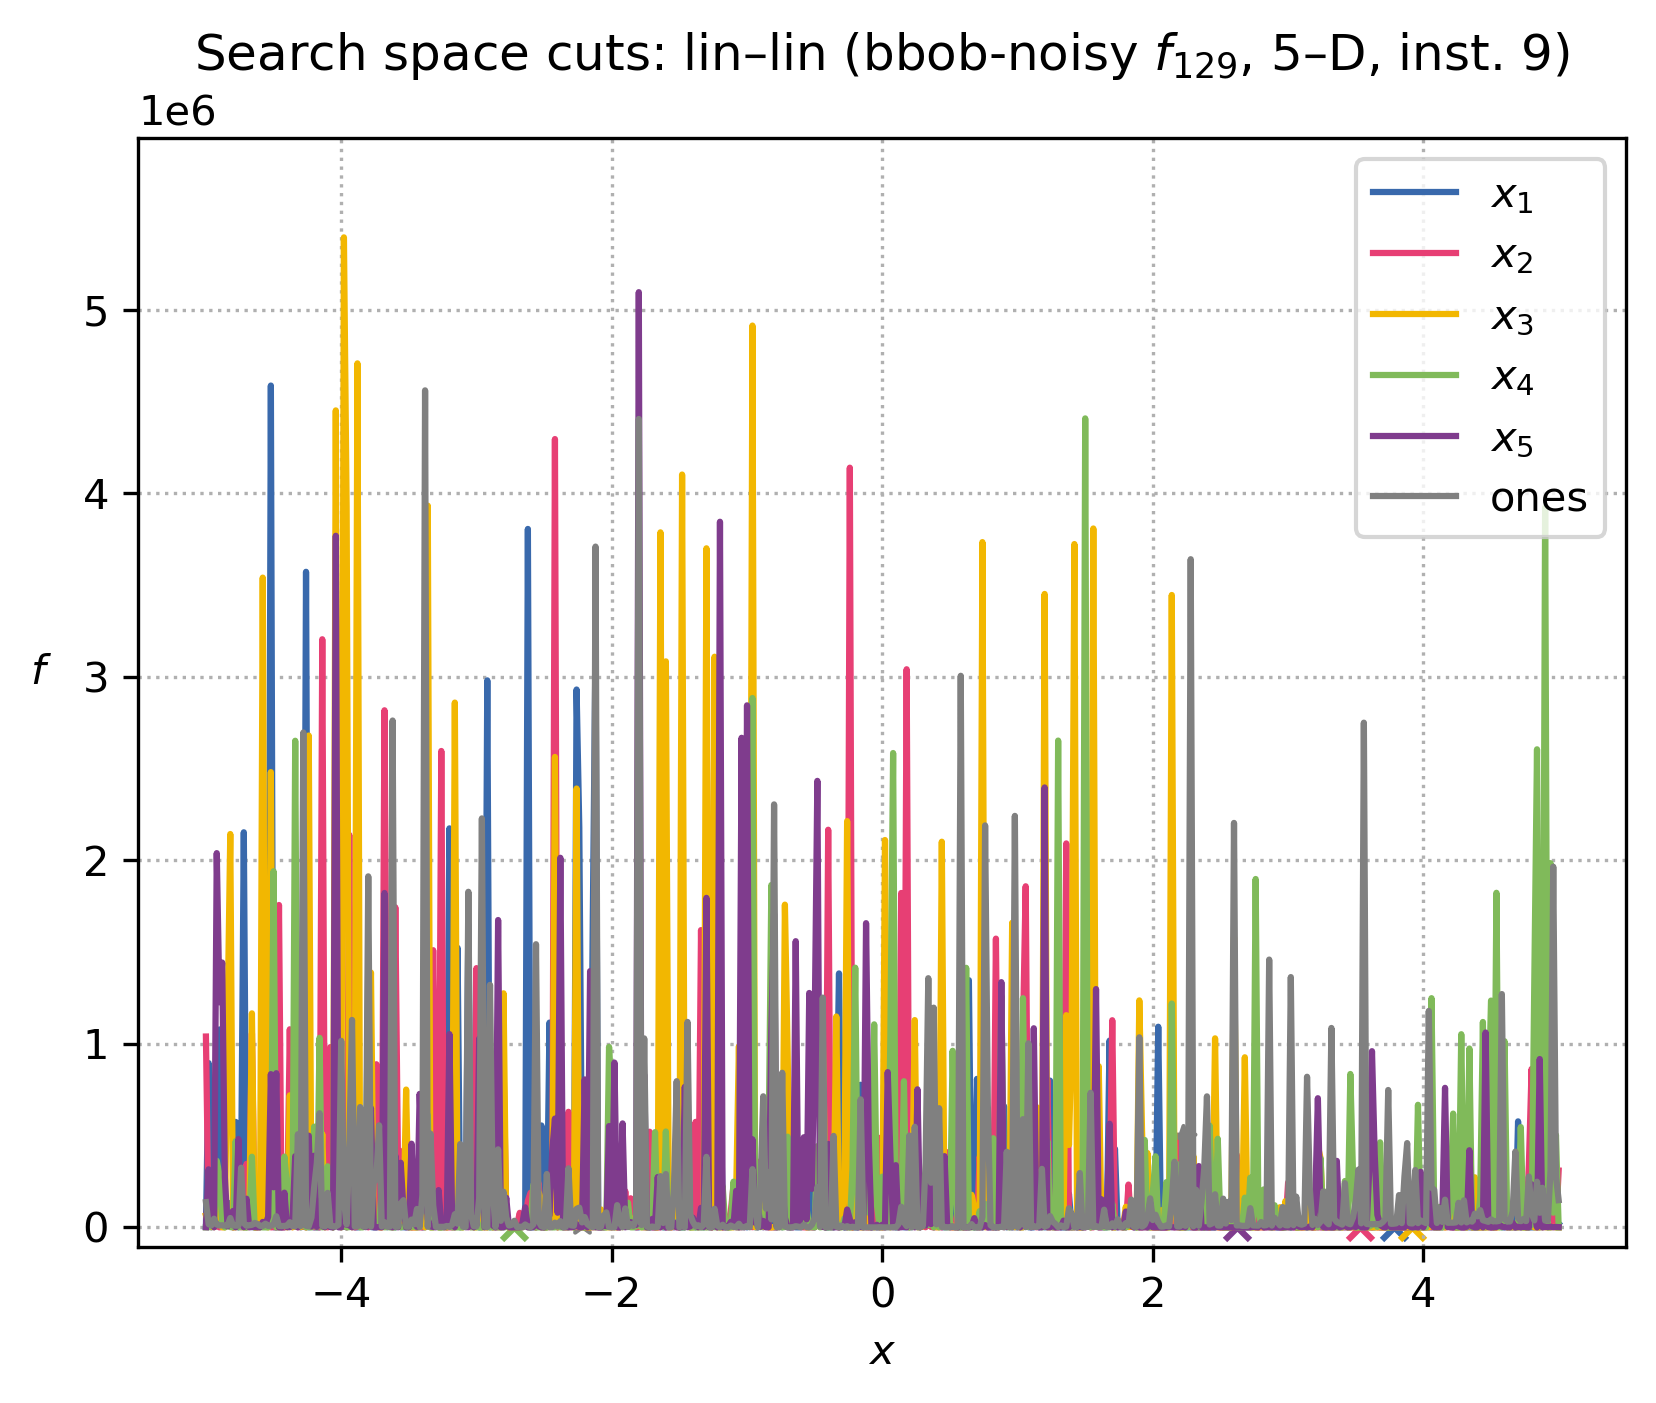 Search space cuts: lin–lin (bbob-noisy f₁₂₉, 5–D, inst. 9)
1e6
x₁
x₂
x₃
x₄
x₅
ones
5
4
3
2
1
0
f
−4
−2
0
2
4
x